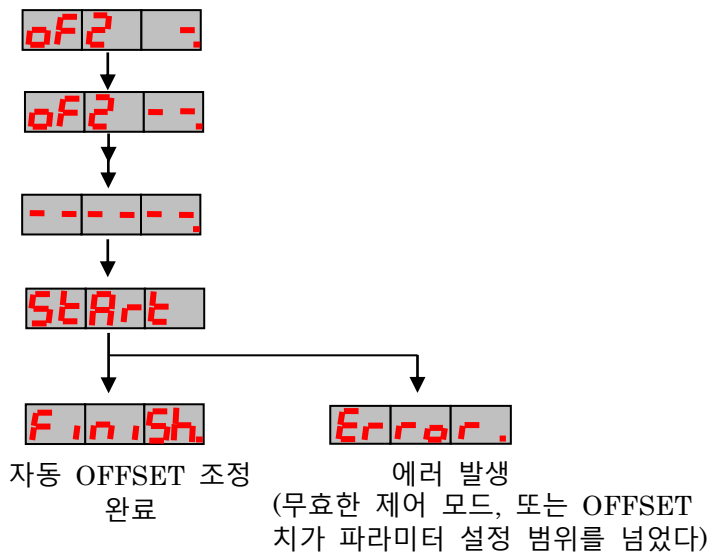 oF2 -.
oF2 - -.
- - - - - -.
StArt
FiniSh.
Error.
자동 OFFSET 조정
완료
에러 발생
(무효한 제어 모드, 또는 OFFSET
치가 파라미터 설정 범위를 넘었다)